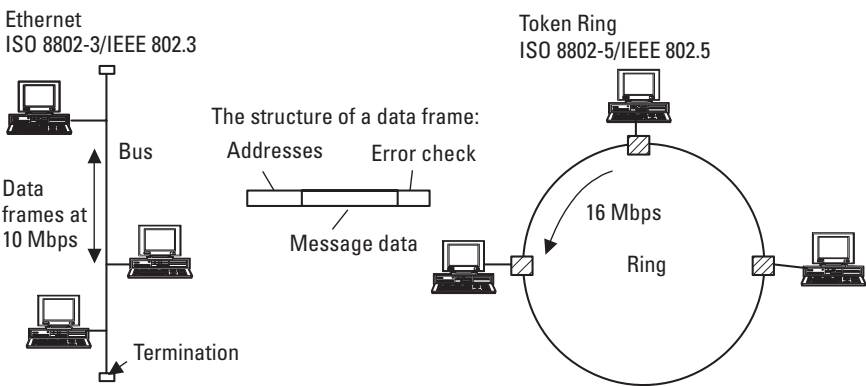 Ethernet
ISO 8802-3/IEEE 802.3
Bus
Data
frames at
10 Mbps
Termination
The structure of a data frame:
Addresses
Error check
Message data
Token Ring
ISO 8802-5/IEEE 802.5
16 Mbps
Ring